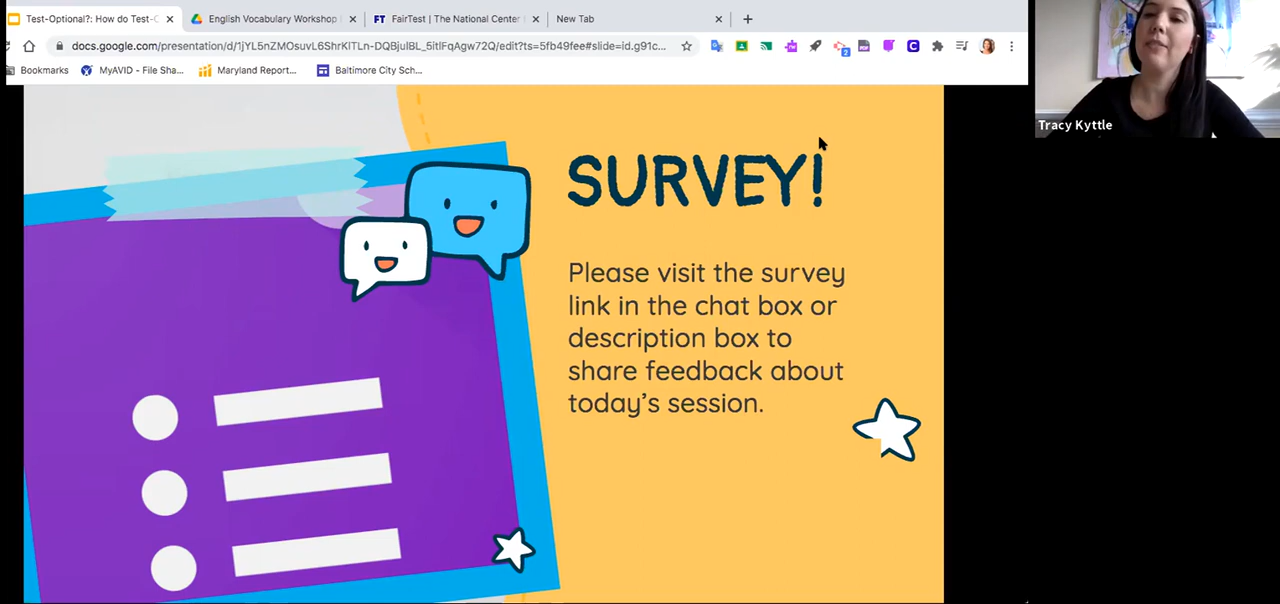 Test-Optional?: How do Test-C
English Vocabulary Workshop
FairTest | The National Center
New Tab
docs.google.com/presentation/d/1jYL5nZMOsuvL6ShrKlTLn-DQBjulBL_5itlFqAgw72Q/edit?ts=5fb49fee#slide=id.g91c...
Bookmarks
MyAVID - File Sha...
Maryland Report...
Baltimore City Sch...
Tracy Kyttle
SURVEY!
Please visit the survey
link in the chat box or
description box to
share feedback about
today's session.